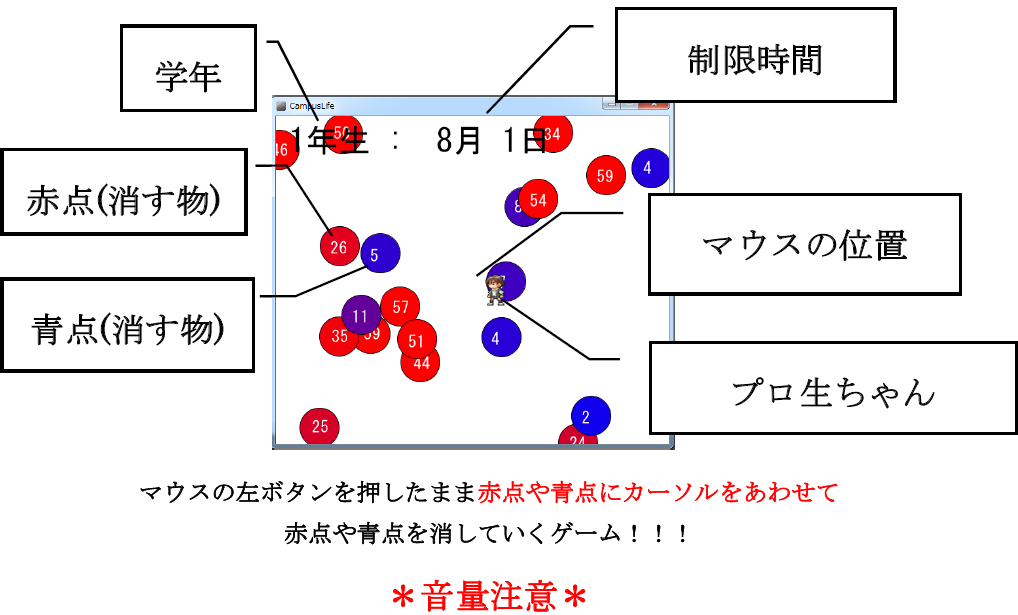 制限時間
学年
CampusLife
1年生 : 8月 1日
50
34
46
59
4
赤点(消す物)
54
マウスの位置
26
5
青点(消す物)
57
11
35
51
4
44
プロ生ちゃん
2
25
24
マウスの左ボタンを押したまま赤点や青点にカーソルをあわせて
赤点や青点を消していくゲーム！！！
＊音量注意＊